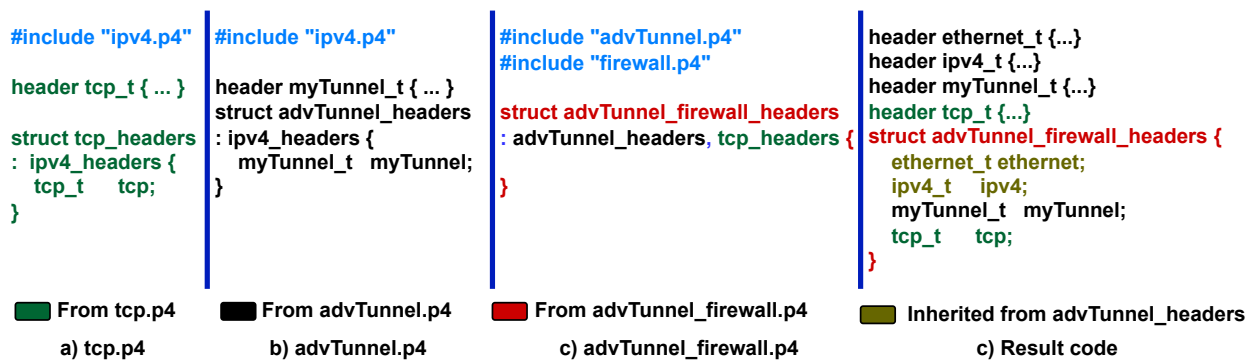 #include "ipv4.p4"
header tcp_t { ... }
struct tcp_headers
: ipv4_headers {
tcp_t tcp;
}
From tcp.p4
a) tcp.p4
#include "ipv4.p4"
header myTunnel_t { ... }
struct advTunnel_headers
: ipv4_headers {
myTunnel_t myTunnel;
}
From advTunnel.p4
b) advTunnel.p4
#include "advTunnel.p4"
#include "firewall.p4"
struct advTunnel_firewall_headers
: advTunnel_headers, tcp_headers {
}
From advTunnel_firewall.p4
c) advTunnel_firewall.p4
header ethernet_t {...}
header ipv4_t {...}
header myTunnel_t {...}
header tcp_t {...}
struct advTunnel_firewall_headers {
ethernet_t ethernet;
ipv4_t ipv4;
myTunnel_t myTunnel;
tcp_t tcp;
}
Inherited from advTunnel_headers
c) Result code